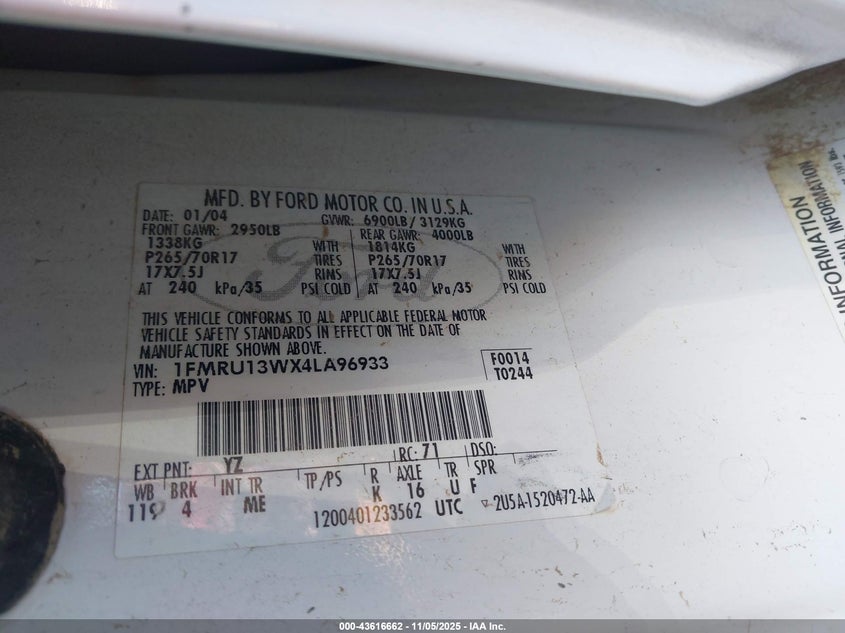 MFD. BY FORD MOTOR CO. IN U.S.A.
DATE: 01/04 GVWR: 6900LB/ 3129KG
FRONT GAWR: 2950LB REAR GAWR: 4000LB
1338KG WITH 1814KG WITH
P265/70R17 TIRES P265/70R17 TIRES
17X7.5J RIMS 17X7.5J RIMS
AT 240 kPa/35 PSI COLD AT 240 kPa/35 PSI COLD
Ford
THIS VEHICLE CONFORMS TO ALL APPLICABLE FEDERAL MOTOR
VEHICLE SAFETY STANDARDS IN EFFECT ON THE DATE OF
MANUFACTURE SHOWN ABOVE.
VIN: 1FMRU13WX4LA96933 F0014
TYPE: MPV T0244
EXT PNT: YZ RC: 71 DSO:
WB BRK INT TR TP/PS R AXLE TR SPR
119 4 ME K 16 U F
1200401233562 UTC 2U5A-1520472-AA
INFORMATION
NAL INFORMATION
000-43616662 - 11/05/2025 - IAA Inc.